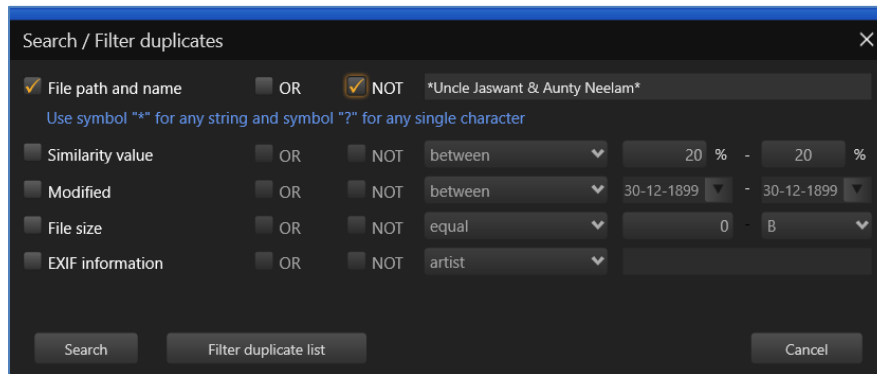 Search / Filter duplicates
File path and name OR NOT *Uncle Jaswant & Aunty Neelam*
Use symbol "*" for any string and symbol "?" for any single character
Similarity value OR NOT between 20 % - 20 %
Modified OR NOT between 30-12-1899 - 30-12-1899
File size OR NOT equal 0 - B
EXIF information OR NOT artist
Search Filter duplicate list Cancel